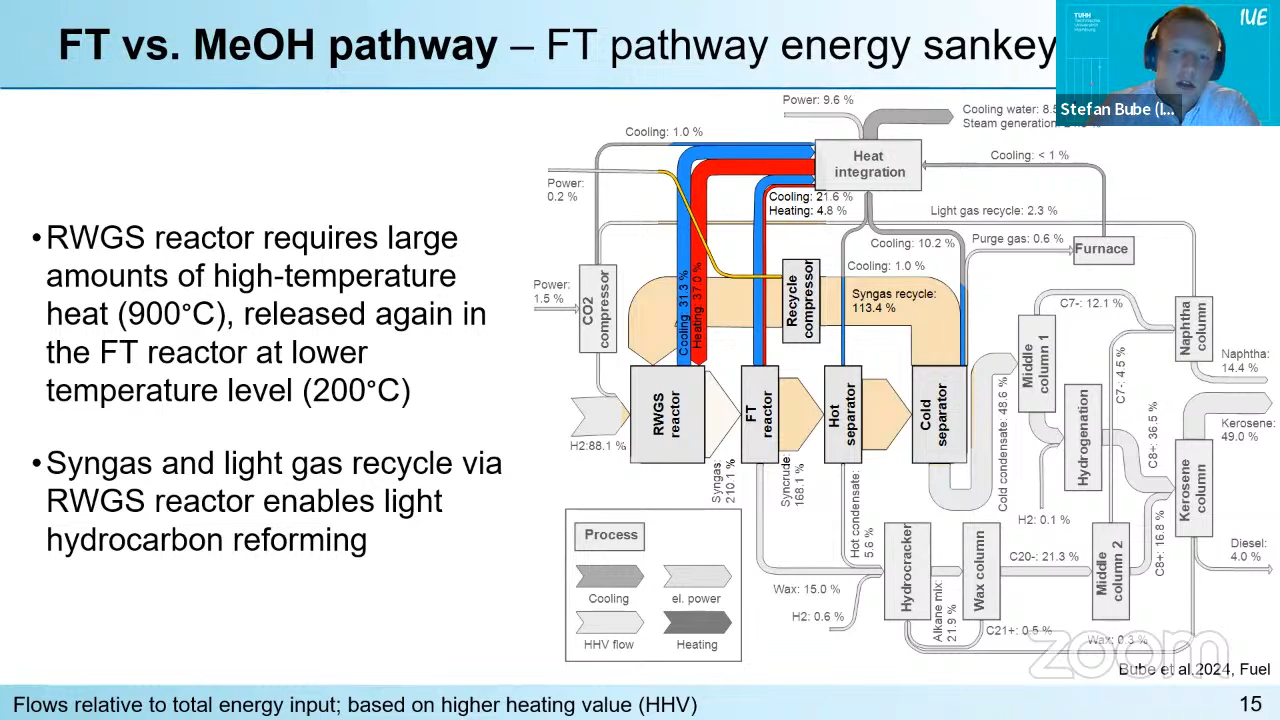 FT vs. MeOH pathway – FT pathway energy sankey
TUHH
Technische
Universität
Hamburg
IUE
Stefan Bube (I...
•RWGS reactor requires large
amounts of high-temperature
heat (900°C), released again in
the FT reactor at lower
temperature level (200°C)
•Syngas and light gas recycle via
RWGS reactor enables light
hydrocarbon reforming
Power: 9.6 %
Cooling water: 8.5
Steam generation:
Cooling: 1.0 %
Heat
integration
Cooling: < 1 %
Power:
0.2 %
Cooling: 21.6 %
Heating: 4.8 %
Light gas recycle: 2.3 %
Cooling: 10.2 %
Purge gas: 0.6 %
Furnace
Power:
1.5 %
CO2
compressor
Cooling 31.3 %
Heating 37.0 %
Recycle
compressor
Cooling: 1.0 %
Syngas recycle:
113.4 %
C7-: 12.1 %
Naphtha
column
Middle
column 1
C7-: 4.5 %
Naphtha:
14.4 %
RWGS
reactor
FT
reactor
Hot
separator
Cold
separator
H2:88.1 %
Syngas:
210.1 %
Syncrude:
168.1 %
Hot condensate:
5.6 %
Cold condensate: 48.6 %
Hydrogenation
H2: 0.1 %
C8+: 36.5 %
C8+: 16.8 %
Kerosene
column
Kerosene:
49.0 %
Diesel:
4.0 %
Process
Cooling
el. power
HHV flow
Heating
Wax: 15.0 %
H2: 0.6 %
Hydrocracker
Alkane mix:
21.9 %
Wax column
C20-: 21.3 %
Middle
column 2
C21+: 0.5 %
Wax: 0.3 %
zoom
Bube et al.2024, Fuel
Flows relative to total energy input; based on higher heating value (HHV)
15